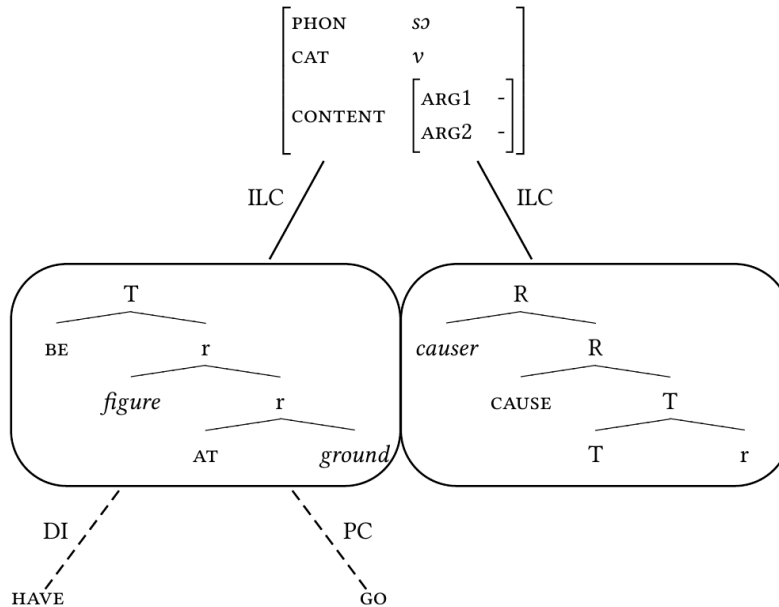 PHON sɔ
CAT v
CONTENT ARG1 -
ARG2 -
ILC ILC
T R
BE r causer R
figure r CAUSE T
AT ground T r
DI PC
HAVE GO